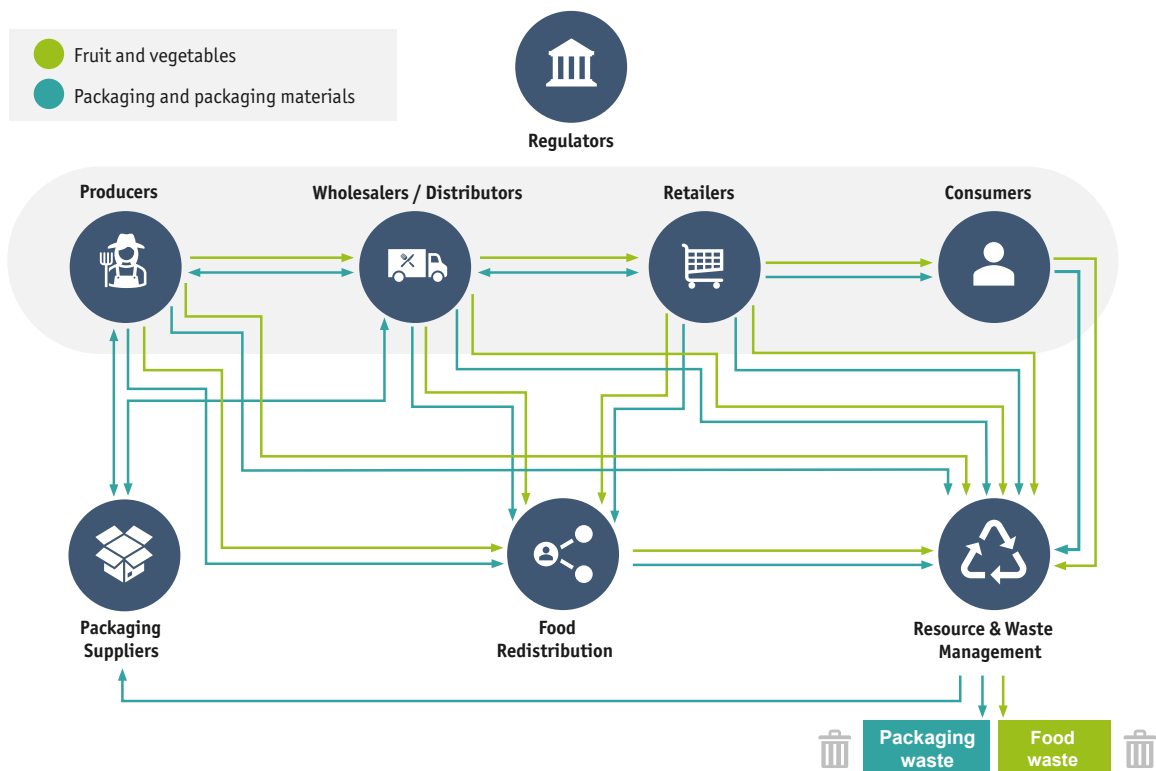 Fruit and vegetables
Packaging and packaging materials
Regulators
Producers
Wholesalers / Distributors
Retailers
Consumers
Packaging
Suppliers
Food
Redistribution
Resource & Waste
Management
Packaging
waste
Food
waste